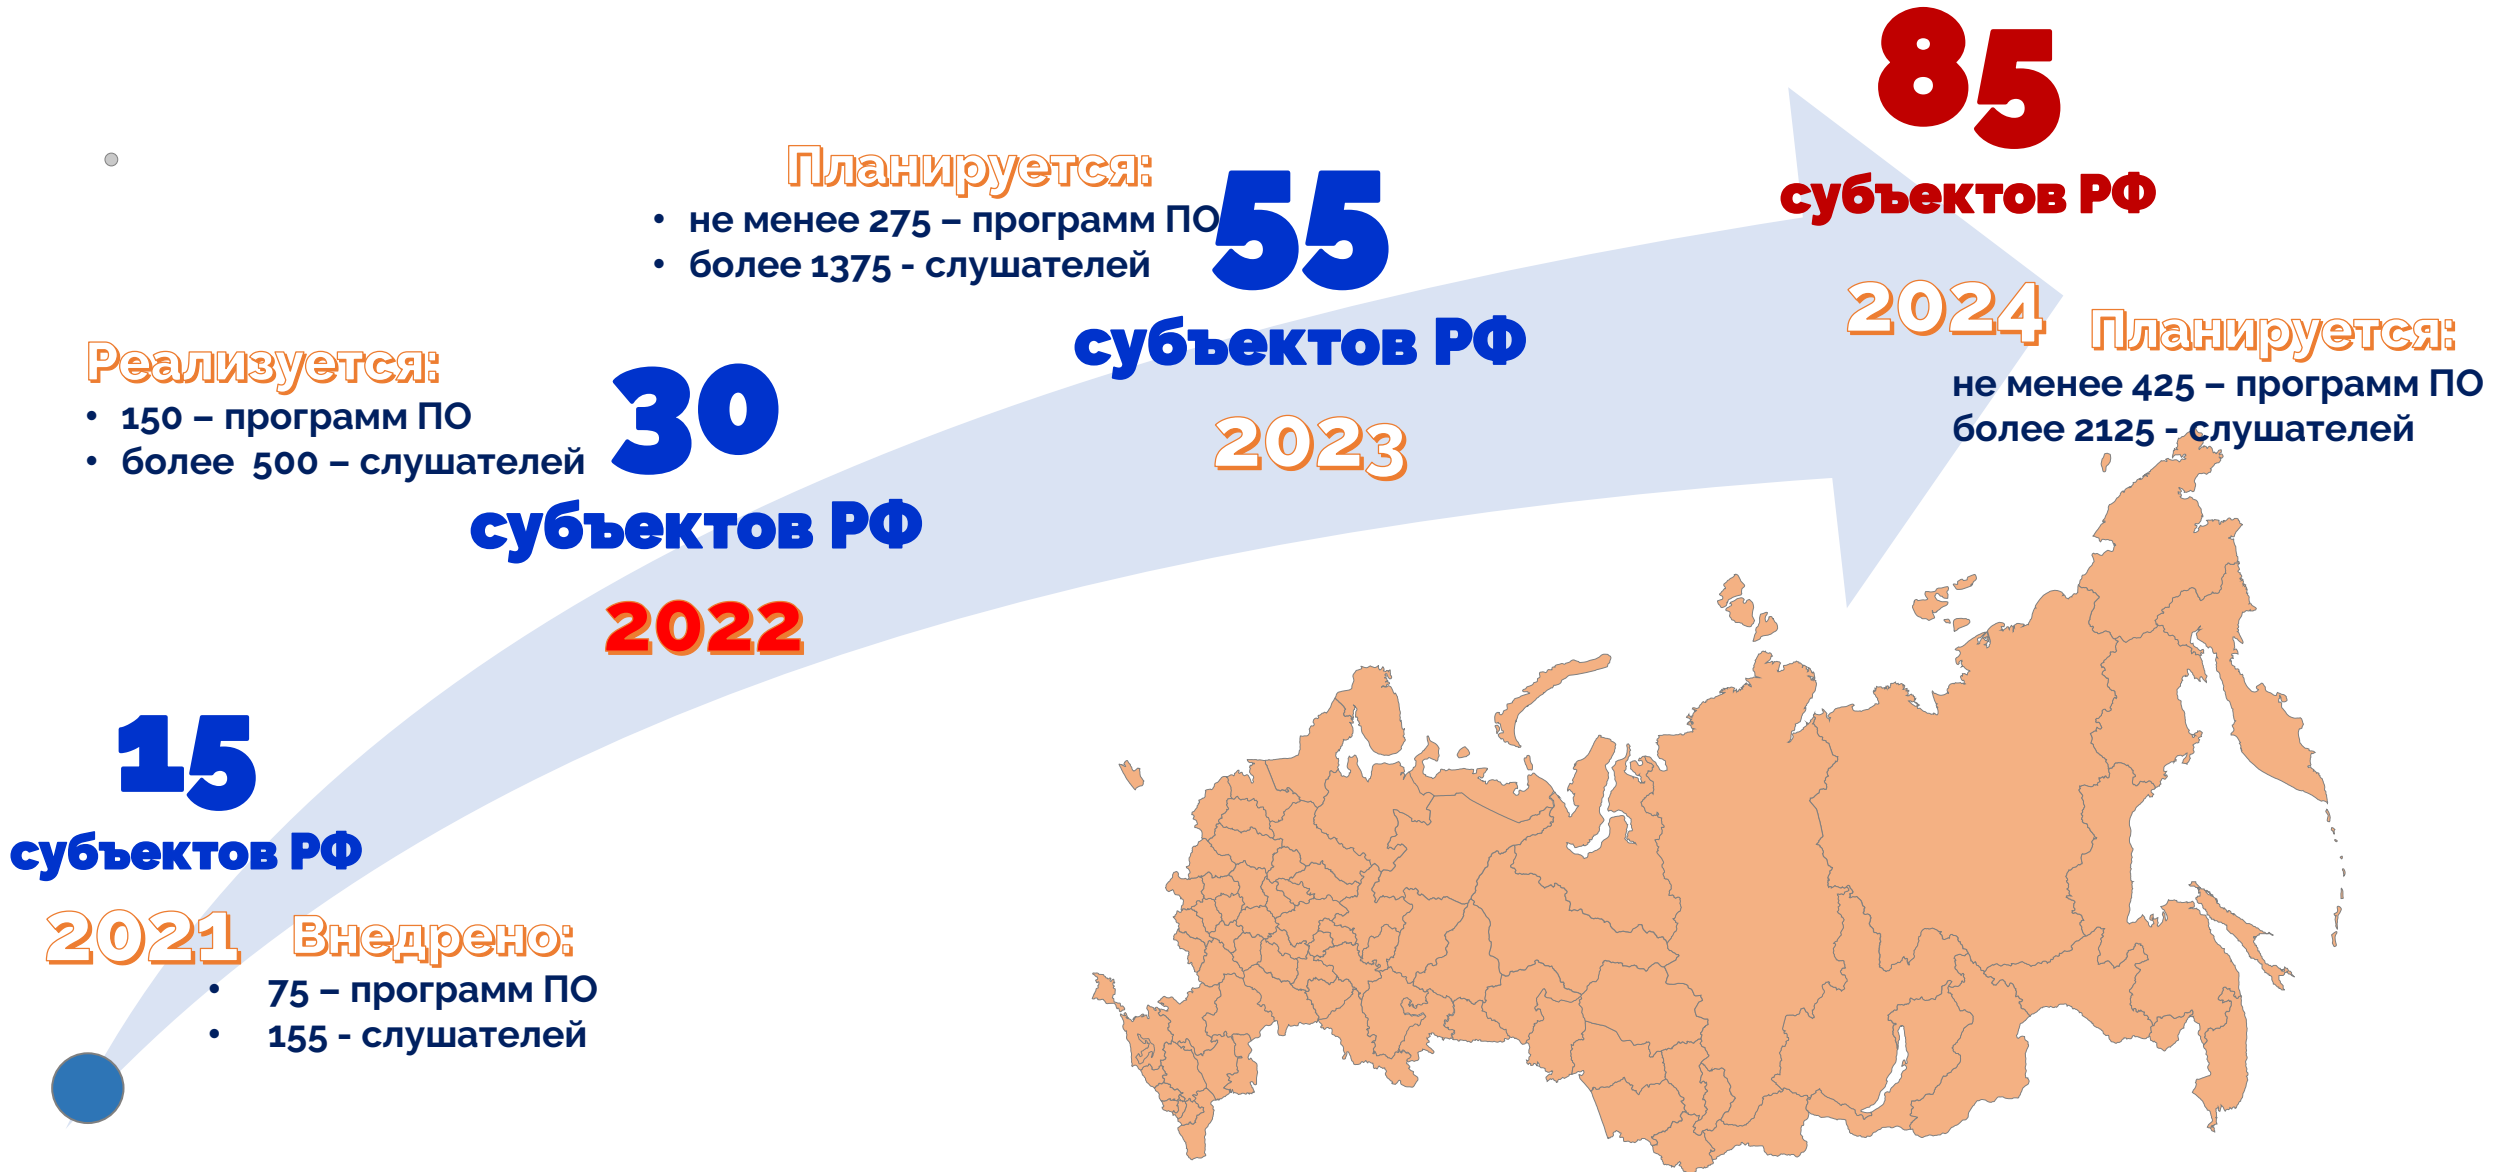 85
субъектов РФ
2024
Планируется:
не менее 425 – программ ПО
более 2125 - слушателей
Планируется:
• не менее 275 – программ ПО
• более 1375 - слушателей
55
субъектов РФ
2023
Реализуется:
• 150 – программ ПО
• более  500 – слушателей
30
субъектов РФ
2022
15
субъектов РФ
2021
Внедрено:
• 75 – программ ПО
• 155 - слушателей